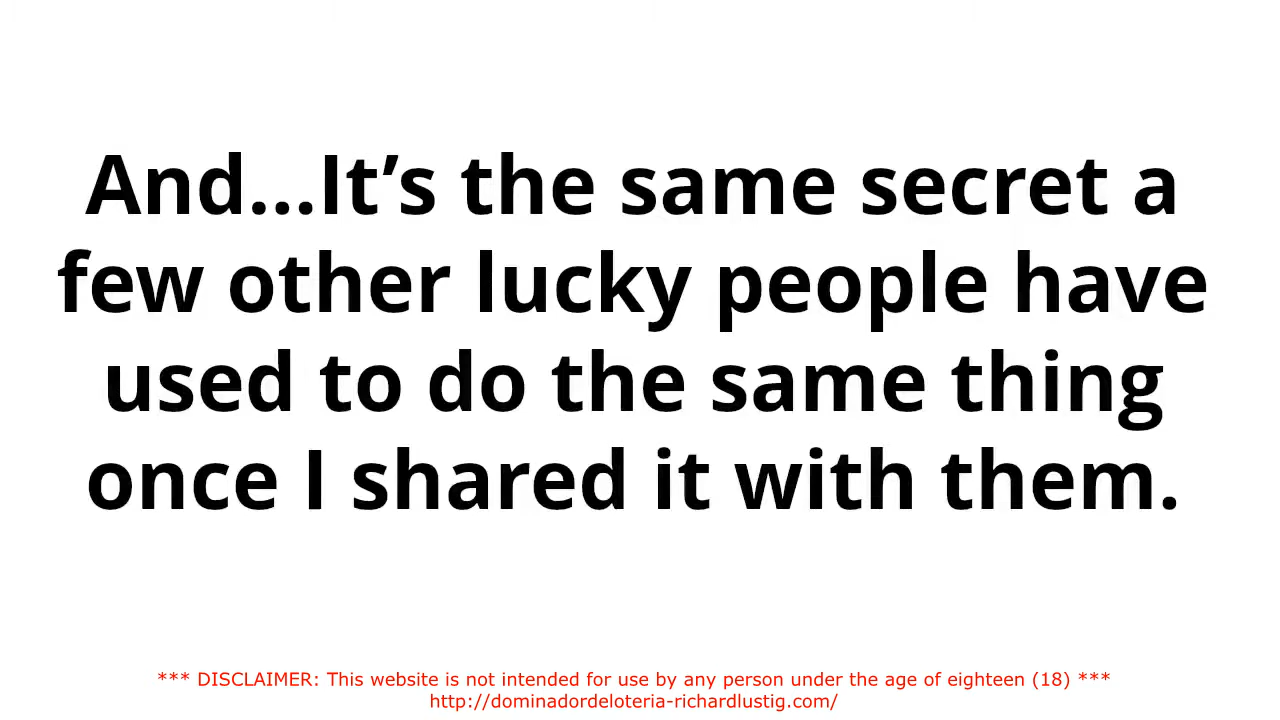 And...It’s the same secret a
few other lucky people have
used to do the same thing
once I shared it with them.
*** DISCLAIMER: This website is not intended for use by any person under the age of eighteen (18) ***
http://dominadordeloteria-richardlustig.com/